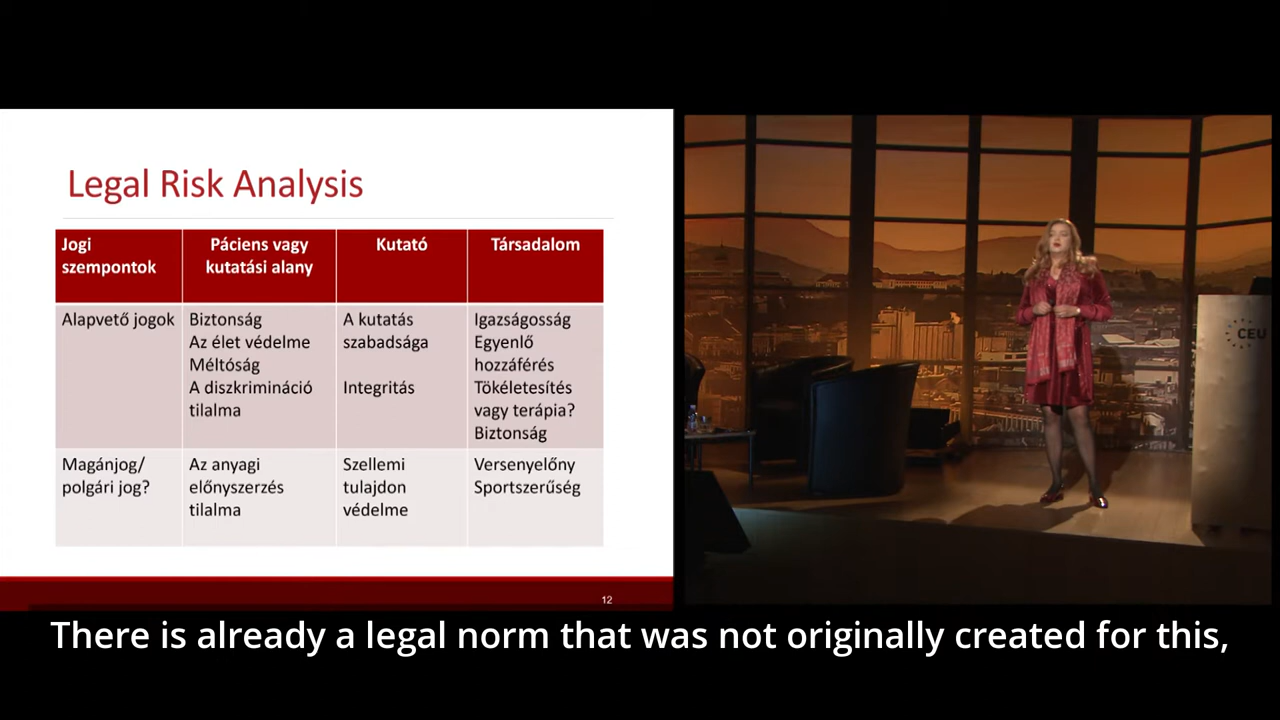 Legal Risk Analysis
Jogi
szempontok
Páciens vagy
kutatási alany
Kutató
Társadalom
Alapvető jogok
Biztonság
Az élet védelme
Méltóság
A diszkrimináció
tilalma
A kutatás
szabadsága
Integritás
Igazságosság
Egyenlő
hozzáférés
Tökéletesítés
vagy terápia?
Biztonság
Magánjog/
polgári jog?
Az anyagi
előnyszerzés
tilalma
Szellemi
tulajdon
védelme
Versenyelőny
Sportszerűség
12
CEU
There is already a legal norm that was not originally created for this,